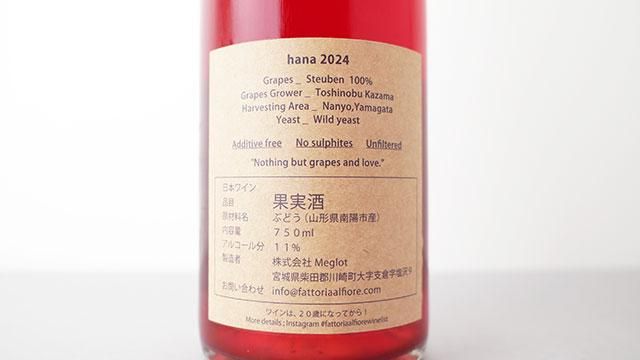 hana 2024
Grapes_ Steuben 100%
Grapes Grower_ Toshinobu Kazama
Harvesting Area_ Nanyo,Yamagata
Yeast_ Wild yeast
Additive free No sulphites Unfiltered
"Nothing but grapes and love."
日本ワイン
品目 果実酒
原材料名 ぶどう（山形県南陽市産）
内容量 ７５０ml
アルコール分 １１％
製造者 株式会社 Meglot
宮城県柴田郡川崎町大字支倉字塩沢９
お問い合わせ info@fattoriaalfiore.com
ワインは、２０歳になってから！
More details ; Instagram #fattoriaalfiorewinelist